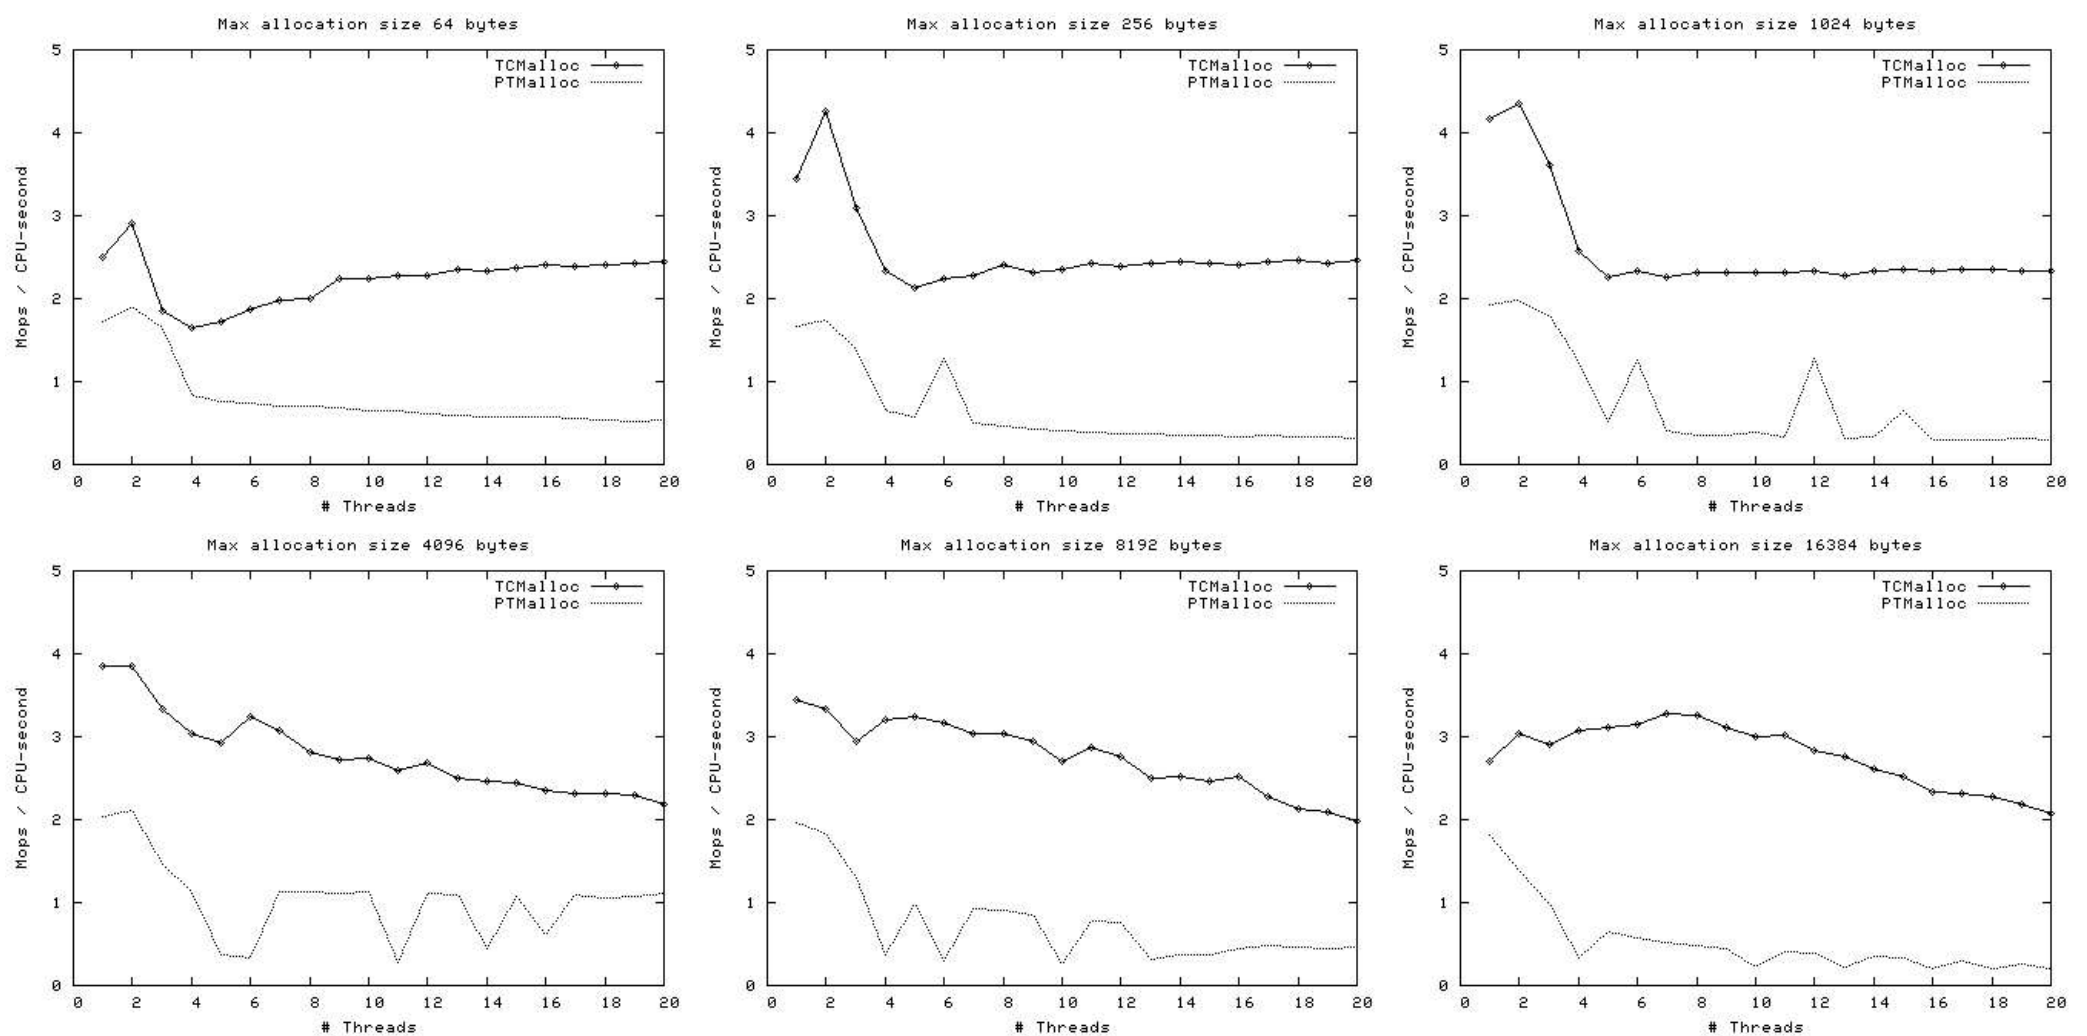 Max allocation size 64 bytes
5
4
3
2
1
0
Mops / CPU-second
TCMalloc
PTMalloc
0 2 4 6 8 10 12 14 16 18 20
# Threads
Max allocation size 256 bytes
5
4
3
2
1
0
Mops / CPU-second
TCMalloc
PTMalloc
0 2 4 6 8 10 12 14 16 18 20
# Threads
Max allocation size 1024 bytes
5
4
3
2
1
0
Mops / CPU-second
TCMalloc
PTMalloc
0 2 4 6 8 10 12 14 16 18 20
# Threads
Max allocation size 4096 bytes
5
4
3
2
1
0
Mops / CPU-second
TCMalloc
PTMalloc
0 2 4 6 8 10 12 14 16 18 20
# Threads
Max allocation size 8192 bytes
5
4
3
2
1
0
Mops / CPU-second
TCMalloc
PTMalloc
0 2 4 6 8 10 12 14 16 18 20
# Threads
Max allocation size 16384 bytes
5
4
3
2
1
0
Mops / CPU-second
TCMalloc
PTMalloc
0 2 4 6 8 10 12 14 16 18 20
# Threads